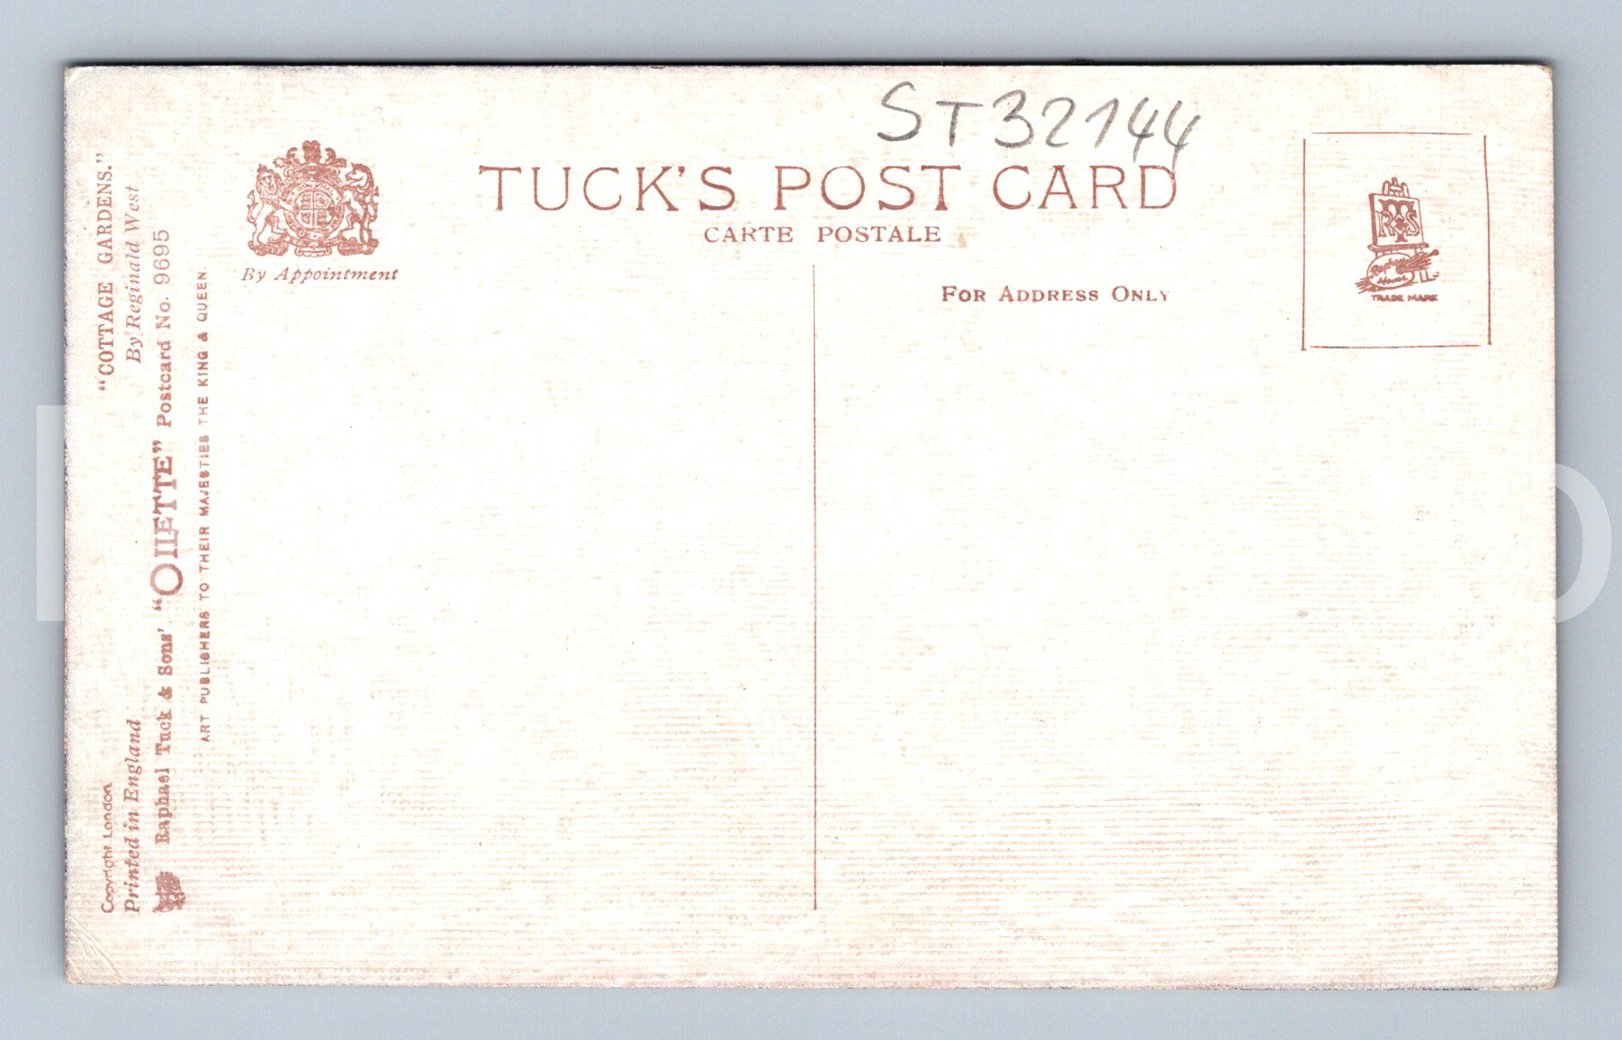 ST32144
TUCK'S POST CARD
CARTE POSTALE
By Appointment
FOR ADDRESS ONLY
TRADE MARK
"COTTAGE GARDENS."
By Reginald West
Copyright London
Printed in England
Raphael Tuck & Sons' "OILETTE" Postcard No. 9695
ART PUBLISHERS TO THEIR MAJESTIES THE KING & QUEEN.